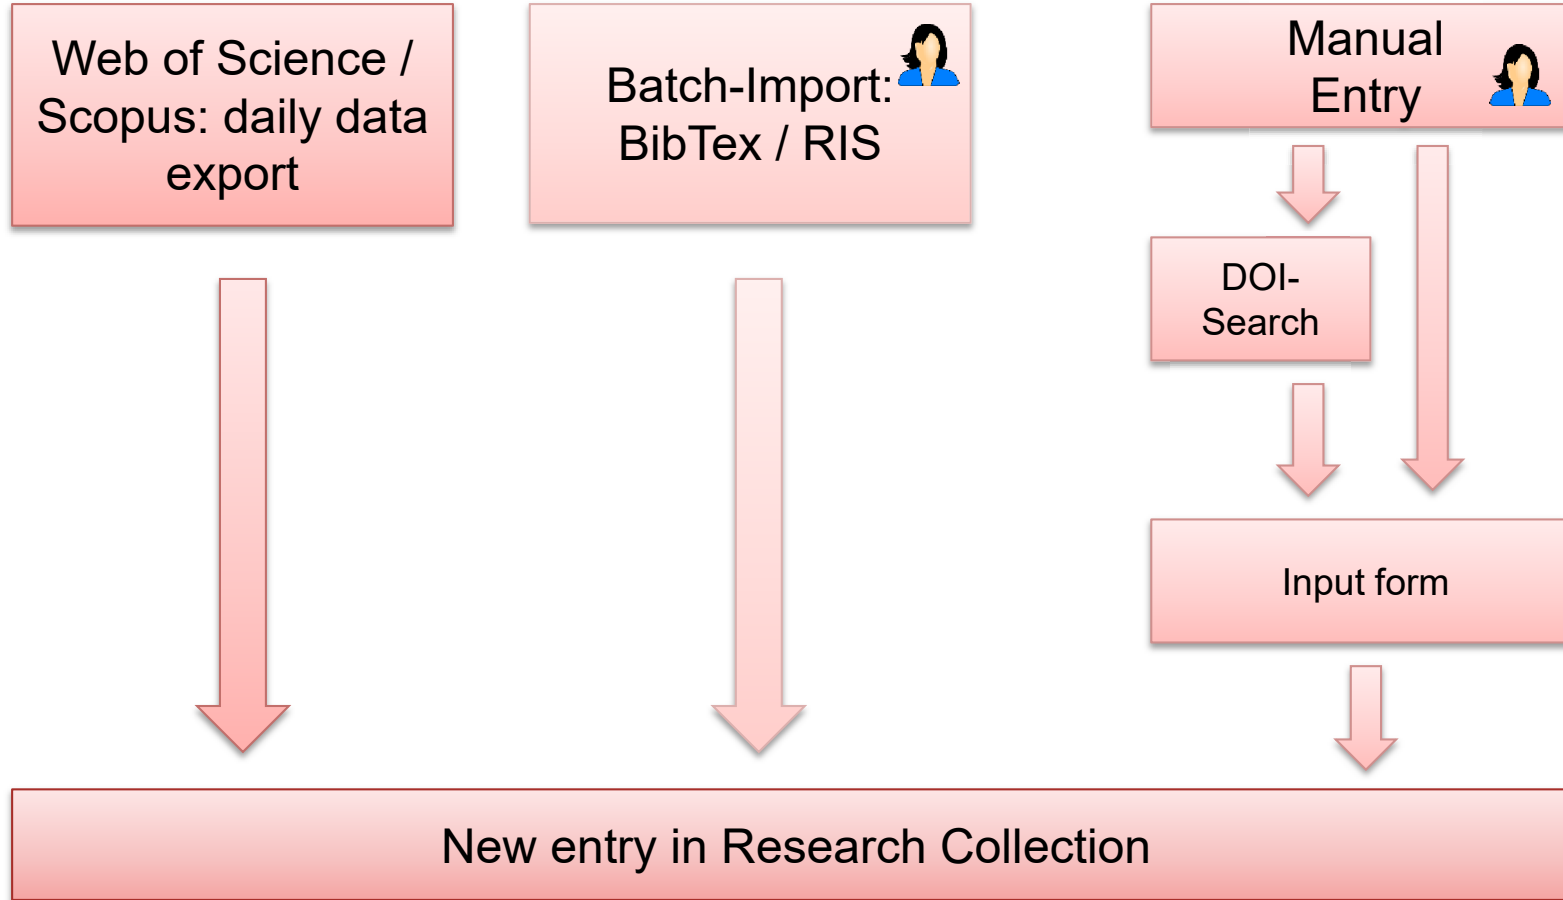 Web of Science /
Scopus: daily data
export
Batch-Import:
BibTex / RIS
Manual
Entry
DOI-
Search
Input form
New entry in Research Collection